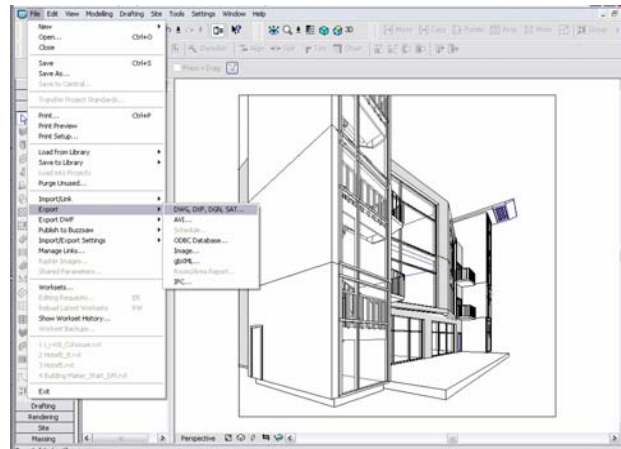 File Edit View Modelling Drafting Site Tools Settings Window Help
New
Open... Ctrl+O
Close
Save Ctrl+S
Save As...
Save to Central...
Transfer Project Standards...
Print... Ctrl+P
Print Preview
Print Setup...
Load from Library
Save to Library
Load into Projects
Purge Unused...
Import/Link
Export
Export DWF
Publish to Buzzsaw
Import/Export Settings
Manage Links...
Raster Images...
Shared Parameters...
Worksets...
Editing Requests...
Reload Latest Worksets
Show Workset History...
Workset Backups...
Exit
DWG, DXF, DGN, SAT...
AVI...
Schedule...
ODBC Database...
Image...
gbXML...
Room/Area Report...
IFC...
Press + Drag
Drafting
Rendering
Site
Massing
Perspective